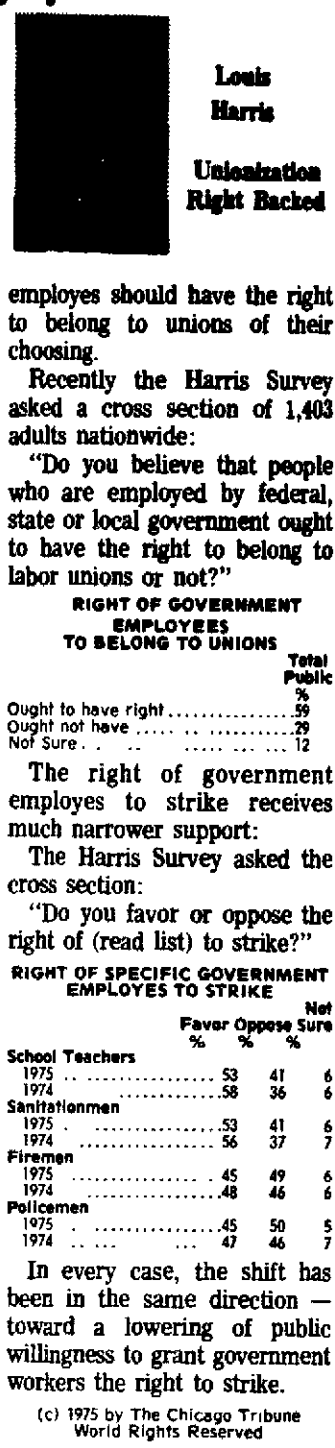 Louis
Harris
Unionization
Right Backed
employes should have the right
to belong to unions of their
choosing.
Recently the Harris Survey
asked a cross section of 1,403
adults nationwide:
"Do you believe that people
who are employed by federal,
state or local government ought
to have the right to belong to
labor unions or not?"
RIGHT OF GOVERNMENT
EMPLOYEES
TO BELONG TO UNIONS
Total
Public
%
Ought to have right..............59
Ought not have ..... .. ............29
Not Sure . . .. ...... ... ... 12
The right of government
employes to strike receives
much narrower support:
The Harris Survey asked the
cross section:
"Do you favor or oppose the
right of (read list) to strike?"
RIGHT OF SPECIFIC GOVERNMENT
EMPLOYES TO STRIKE
Not
Favor Oppose Sure
% % %
School Teachers
1975 .. ................ 53 41 6
1974 ..............58 36 6
Sanitationmen
1975 . .............53 41 6
1974 ............... 56 37 7
Firemen
1975 ............... 45 49 6
1974 ..............48 46 6
Policemen
1975 . ..............45 50 5
1974 .. .... ... 47 46 7
In every case, the shift has
been in the same direction —
toward a lowering of public
willingness to grant government
workers the right to strike.
(c) 1975 by The Chicago Tribune
World Rights Reserved